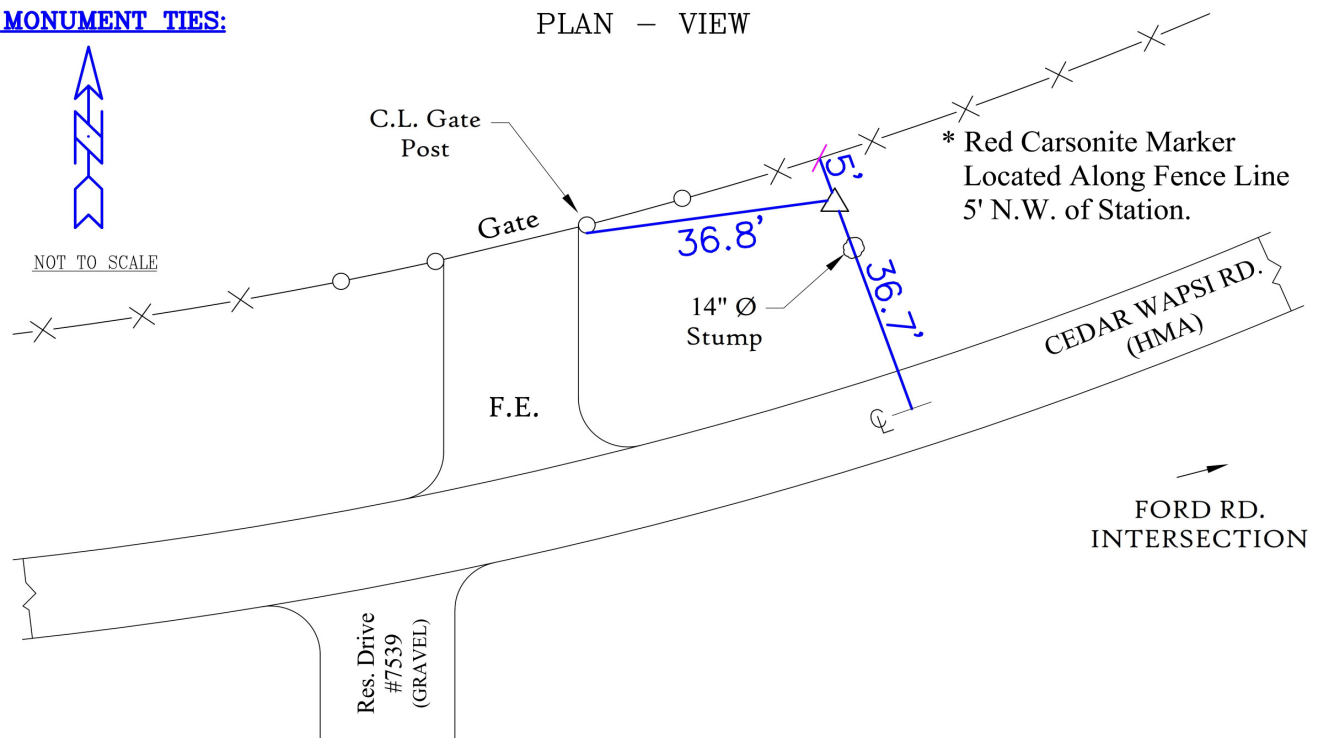 MONUMENT TIES:
PLAN - VIEW
NOT TO SCALE
C.L. Gate
Post
Gate
5'
* Red Carsonite Marker
Located Along Fence Line
5' N.W. of Station.
36.8'
14" Ø
Stump
36.7'
CEDAR WAPSI RD.
(HMA)
F.E.
℄
FORD RD.
INTERSECTION
Res. Drive
#7539
(GRAVEL)